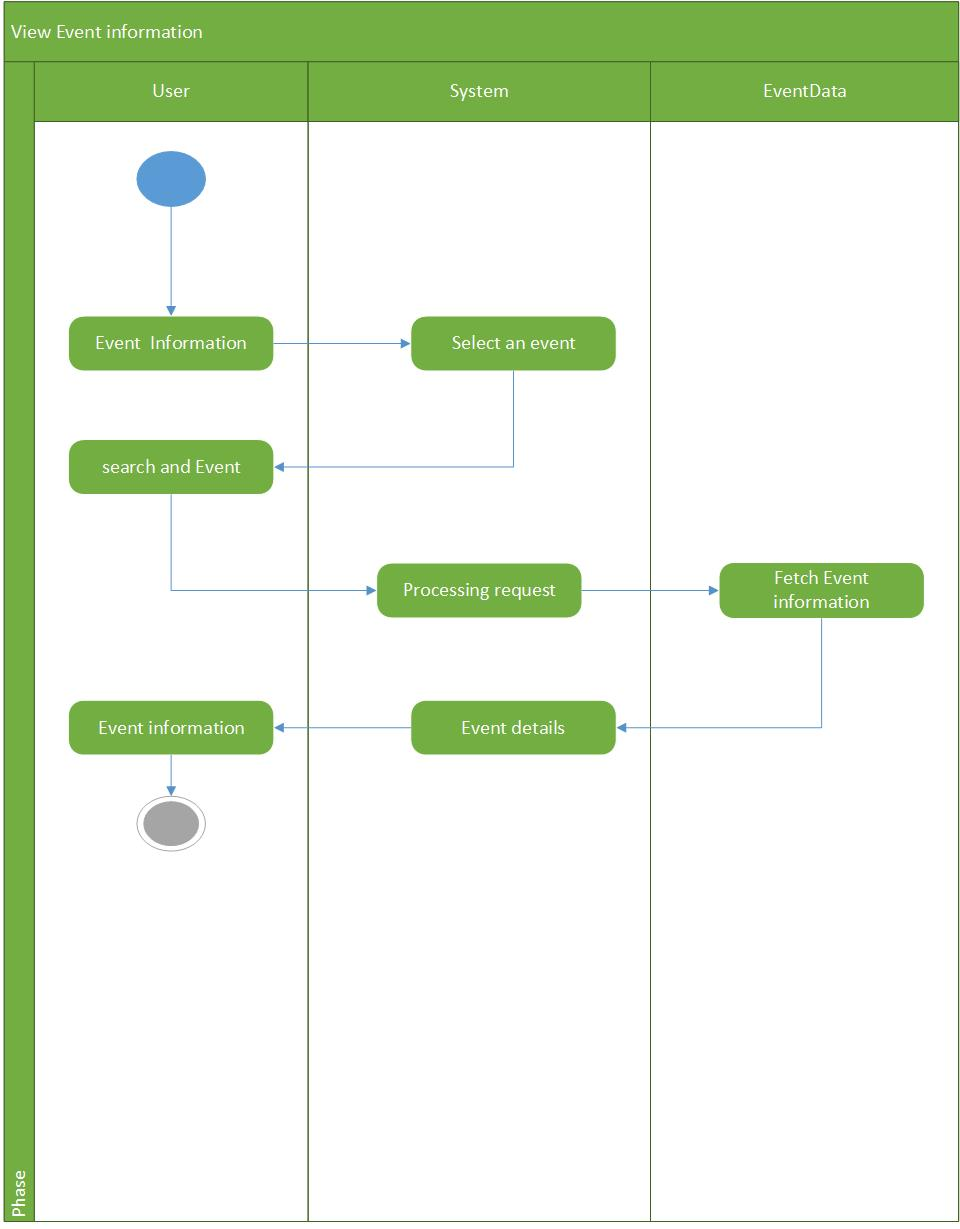 View Event information
User
System
EventData
Event  Information
Select an event
search and Event
Processing request
Fetch Event
information
Event information
Event details
Phase